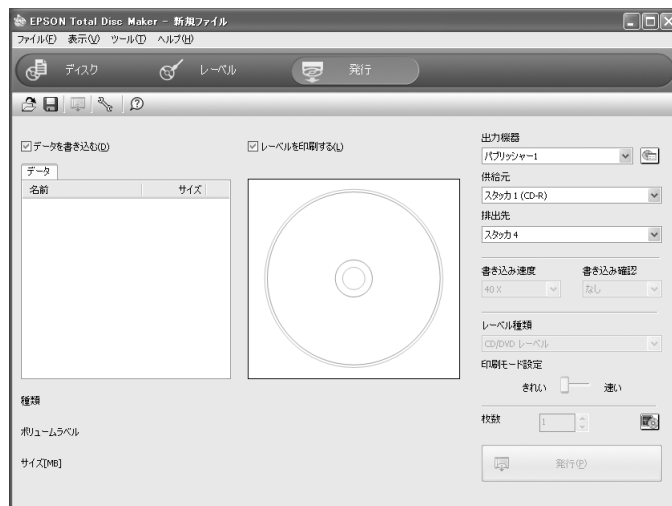 EPSON Total Disc Maker - 新規ファイル
ファイル(F) 表示(V) ツール(T) ヘルプ(H)
ディスク レーベル 発行
データを書き込む(D)
データ
名前 サイズ
種類
ボリュームラベル
サイズ[MB]
レーベルを印刷する(L)
出力機器
パブリッシャー1
供給元
スタッカ 1 (CD-R)
排出先
スタッカ 4
書き込み速度 書き込み確認
40 X なし
レーベル種類
CD/DVD レーベル
印刷モード設定
きれい 速い
枚数 1
発行(P)